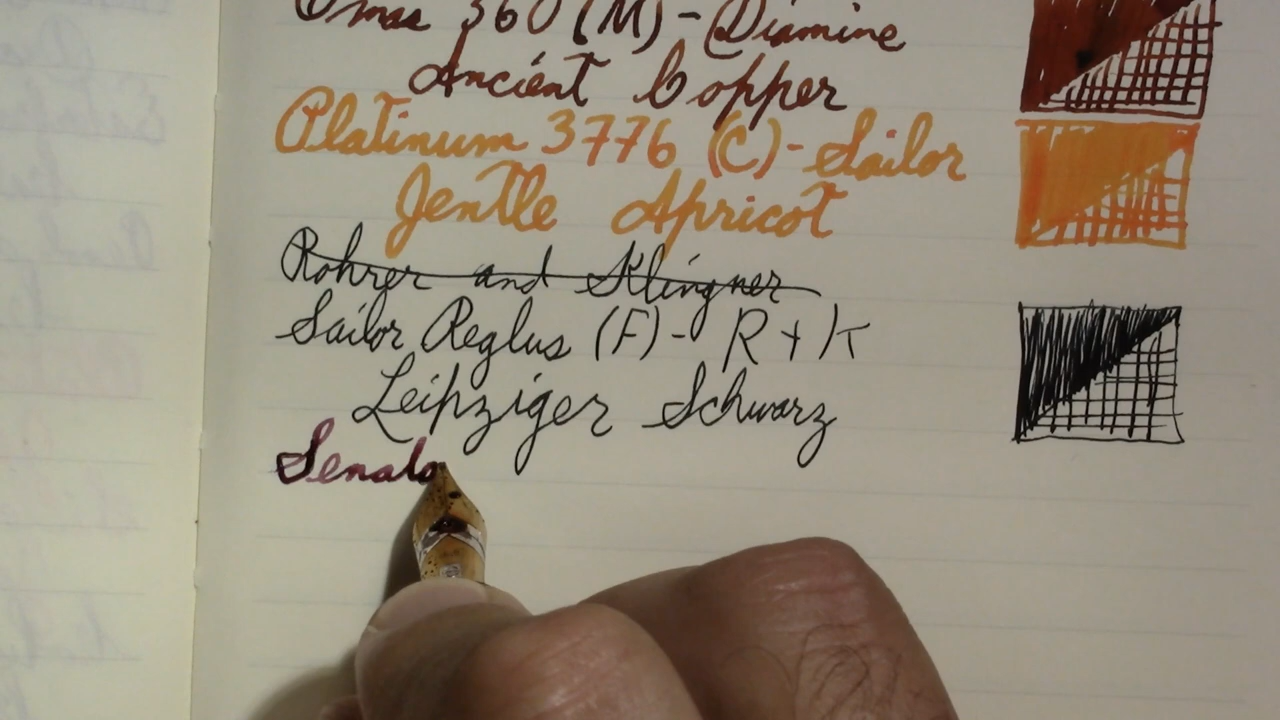 Omas 360 (M) - Diamine
Ancient Copper
Platinum 3776 (C) - Sailor
Jentle Apricot
Rohrer and Klingner
Sailor Reglus (F) - R + K
Leipziger Schwarz
Senato